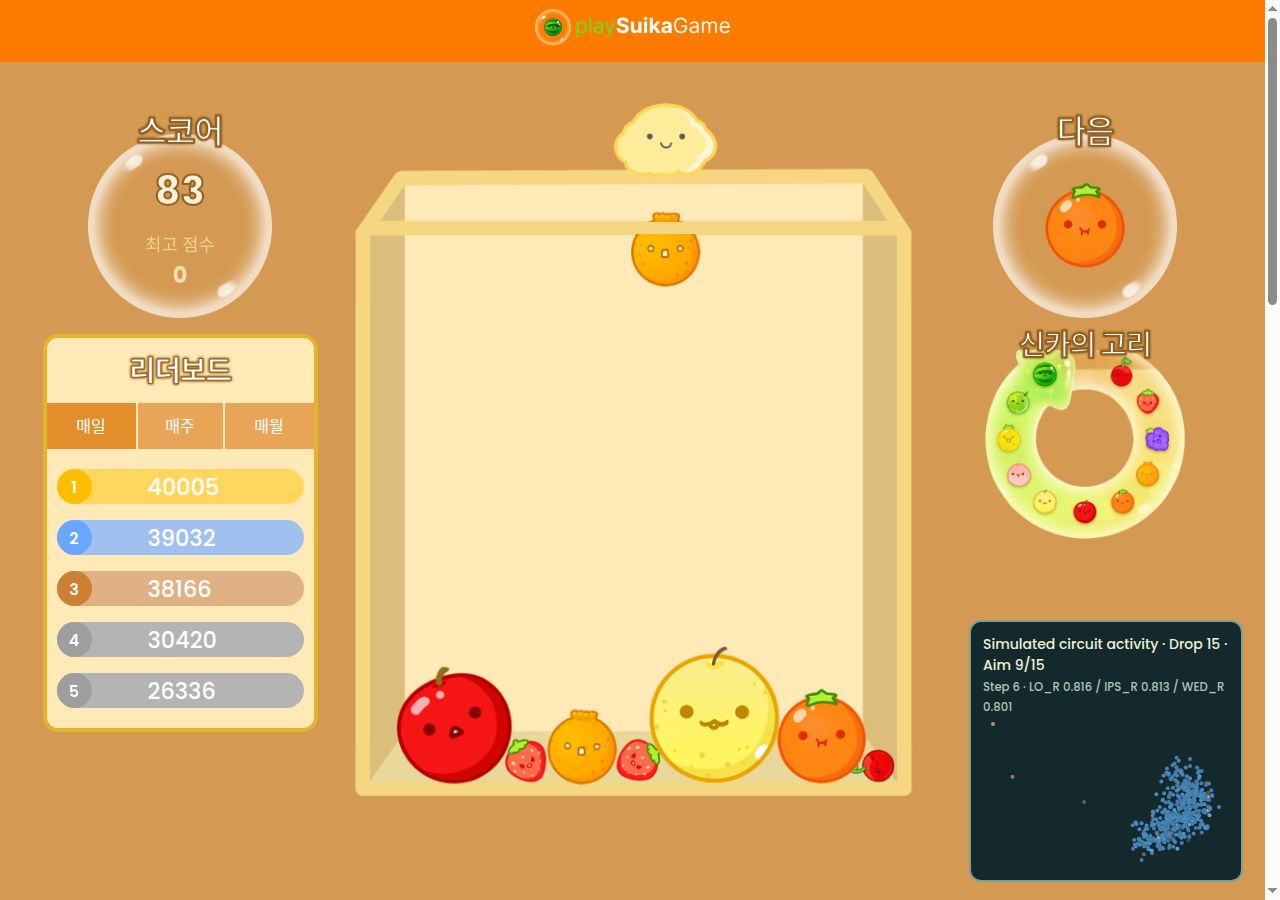 playSuikaGame
스코어
83
최고 점수
0
리더보드
매일 매주 매월
1 40005
2 39032
3 38166
4 30420
5 26336
다음
신카의 고리
Simulated circuit activity · Drop 15 ·
Aim 9/15
Step 6 · LO_R 0.816 / IPS_R 0.813 / WED_R
0.801